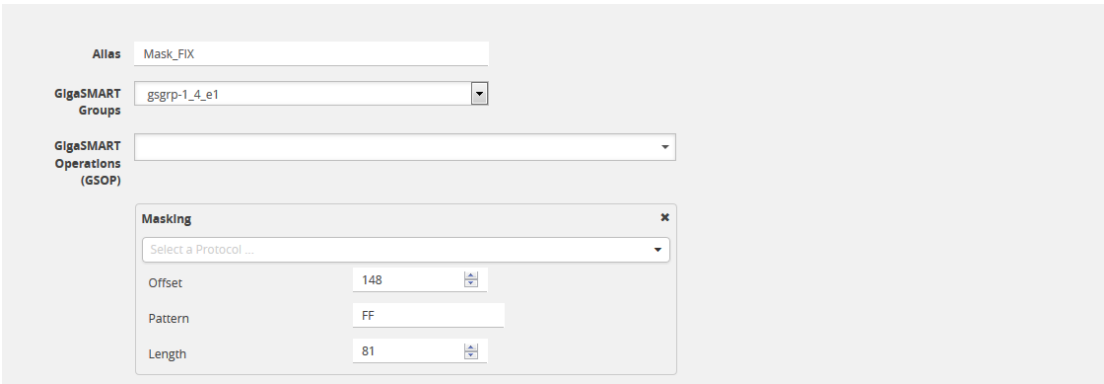 Alias Mask_FIX
GigaSMART gsgrp-1_4_e1
Groups
GigaSMART
Operations
(GSOP)
Masking
Select a Protocol ...
Offset 148
Pattern FF
Length 81